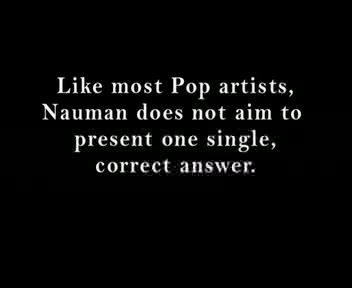 Like most Pop artists,
Nauman does not aim to
present one single,
correct answer.